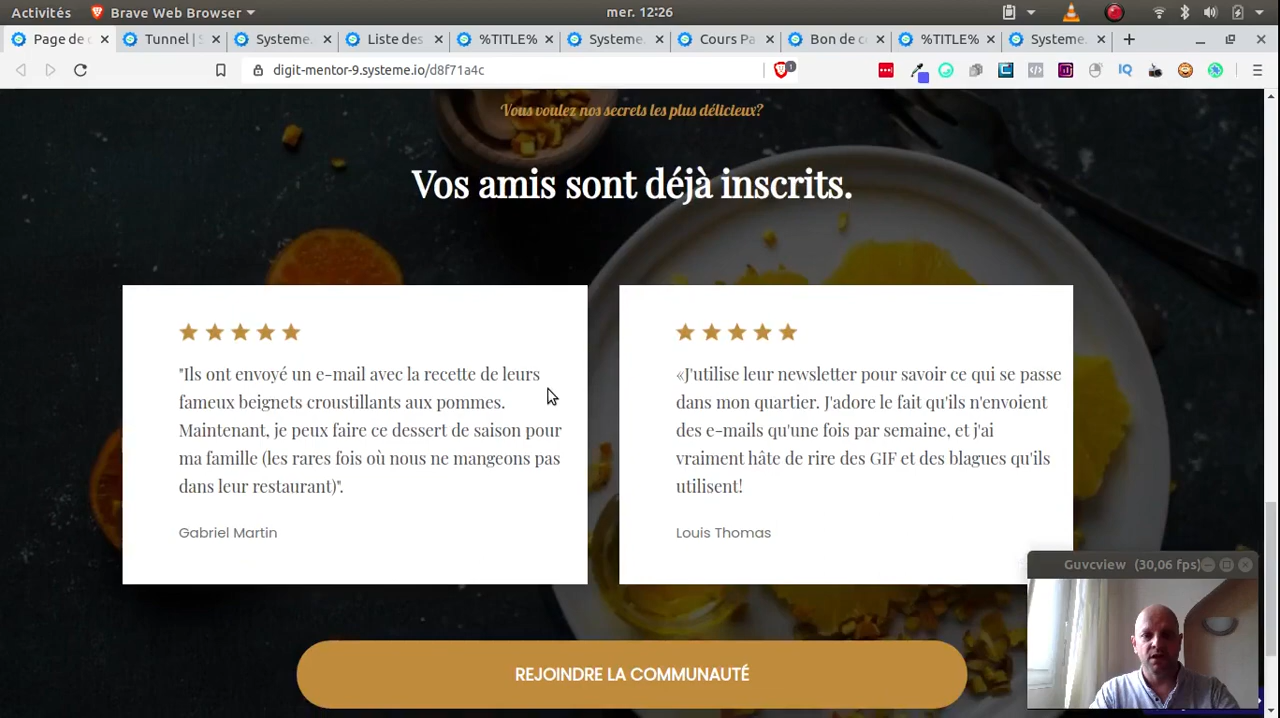 Activités
Brave Web Browser
mer. 12:26
Page de c
Tunnel | S
Systeme.
Liste des
%TITLE%
Systeme.
Cours Pa
Bon de c
%TITLE%
Systeme.
digit-mentor-9.systeme.io/d8f71a4c
1
IQ
Vous voulez nos secrets les plus délicieux?
Vos amis sont déjà inscrits.
"Ils ont envoyé un e-mail avec la recette de leurs
fameux beignets croustillants aux pommes.
Maintenant, je peux faire ce dessert de saison pour
ma famille (les rares fois où nous ne mangeons pas
dans leur restaurant)".
Gabriel Martin
«J'utilise leur newsletter pour savoir ce qui se passe
dans mon quartier. J'adore le fait qu'ils n'envoient
des e-mails qu'une fois par semaine, et j'ai
vraiment hâte de rire des GIF et des blagues qu'ils
utilisent!
Louis Thomas
Guvcview (30,06 fps)
REJOINDRE LA COMMUNAUTÉ